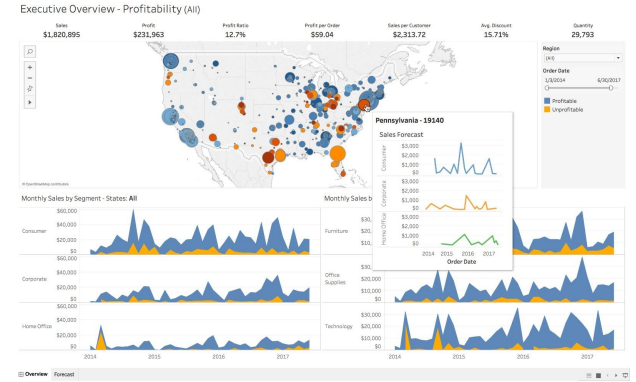 Executive Overview - Profitability (All)
Sales Profit Profit Ratio Profit per Order Sales per Customer Avg. Discount Quantity
$1,820,895 $231,963 12.7% $59.04 $2,313.72 15.71% 29,793
Region
(All)
Order Date
1/3/2014 6/30/2017
Profitable
Unprofitable
Pennsylvania - 19140
Sales Forecast
Consumer
$3,000
$2,000
$1,000
$0
Corporate
$3,000
$2,000
$1,000
$0
Home Office
$3,000
$2,000
$1,000
$0
2014 2015 2016 2017
Order Date
© OpenStreetMap contributors
Monthly Sales by Segment - States: All
Consumer
$60,000
$40,000
$20,000
$0
Corporate
$60,000
$40,000
$20,000
$0
Home Office
$60,000
$40,000
$20,000
$0
2014 2015 2016 2017
Monthly Sales b
Furniture
$30,
$20,
$10,
Office
Supplies
$30,
$20,000
$10,000
$0
Technology
$30,000
$20,000
$10,000
$0
2014 2015 2016 2017
Overview Forecast